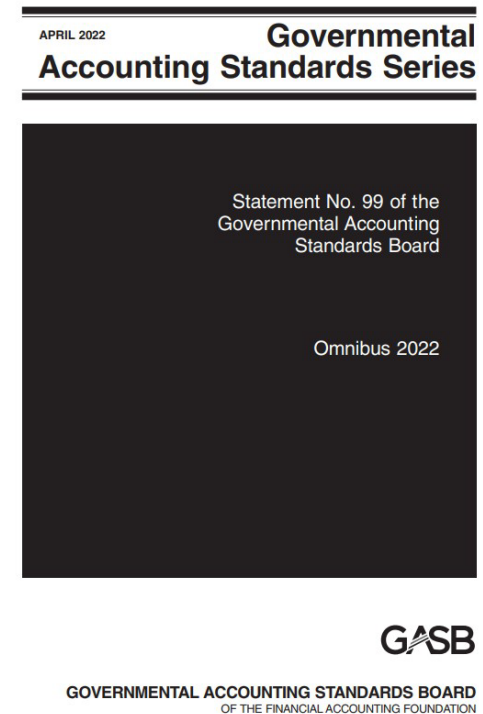 APRIL 2022
Governmental
Accounting Standards Series
Statement No. 99 of the
Governmental Accounting
Standards Board
Omnibus 2022
GASB
GOVERNMENTAL ACCOUNTING STANDARDS BOARD
OF THE FINANCIAL ACCOUNTING FOUNDATION